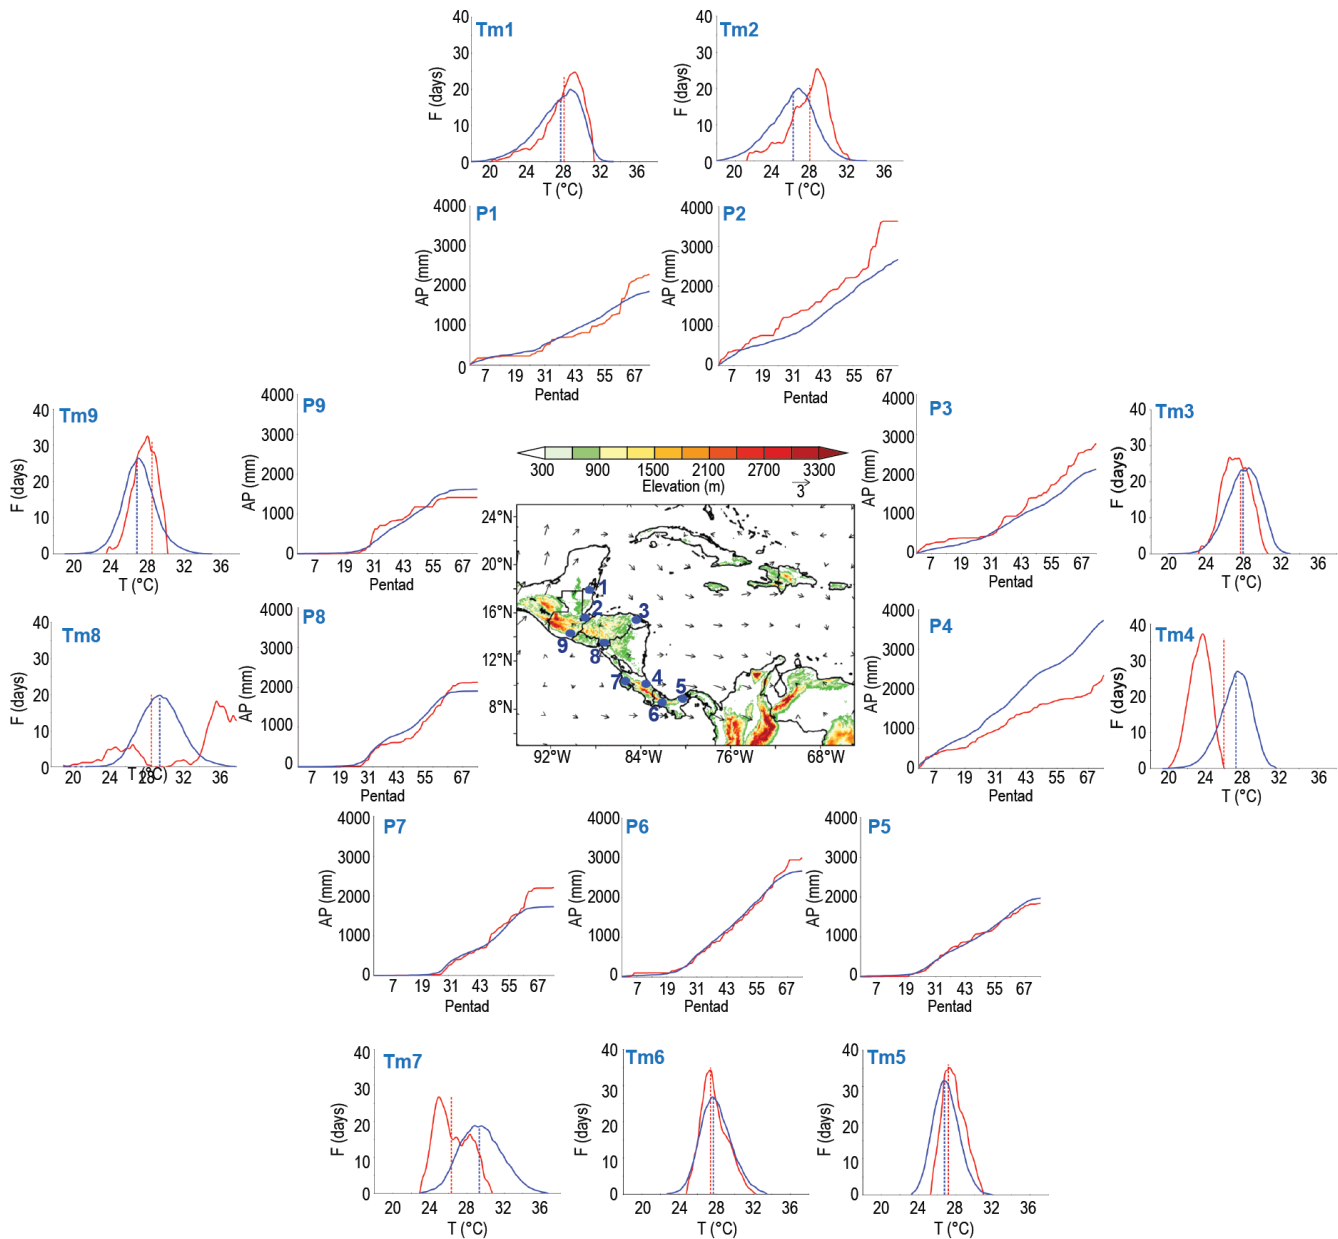 Tm1
40
30
20
10
0
F (days)
20 24 28 32 36
T (°C)
Tm2
40
30
20
10
0
F (days)
20 24 28 32 36
T (°C)
P1
4000
3000
2000
1000
0
AP (mm)
7 19 31 43 55 67
Pentad
P2
4000
3000
2000
1000
0
AP (mm)
7 19 31 43 55 67
Pentad
Tm9
40
30
20
10
0
F (days)
20 24 28 32 36
T (°C)
P9
4000
3000
2000
1000
0
AP (mm)
7 19 31 43 55 67
Pentad
300 900 1500 2100 2700 3300
Elevation (m)
3
24°N
20°N
16°N
12°N
8°N
92°W 84°W 76°W 68°W
1
2
3
9
8
7
4
5
6
P3
4000
3000
2000
1000
0
AP (mm)
7 19 31 43 55 67
Pentad
Tm3
40
30
20
10
0
F (days)
20 24 28 32 36
T (°C)
Tm8
40
30
20
10
0
F (days)
20 24 28 32 36
T (°C)
P8
4000
3000
2000
1000
0
AP (mm)
7 19 31 43 55 67
Pentad
P4
4000
3000
2000
1000
0
AP (mm)
7 19 31 43 55 67
Pentad
Tm4
40
30
20
10
0
F (days)
20 24 28 32 36
T (°C)
P7
4000
3000
2000
1000
0
AP (mm)
7 19 31 43 55 67
Pentad
P6
4000
3000
2000
1000
0
AP (mm)
7 19 31 43 55 67
Pentad
P5
4000
3000
2000
1000
0
AP (mm)
7 19 31 43 55 67
Pentad
Tm7
40
30
20
10
0
F (days)
20 24 28 32 36
T (°C)
Tm6
40
30
20
10
0
F (days)
20 24 28 32 36
T (°C)
Tm5
40
30
20
10
0
F (days)
20 24 28 32 36
T (°C)